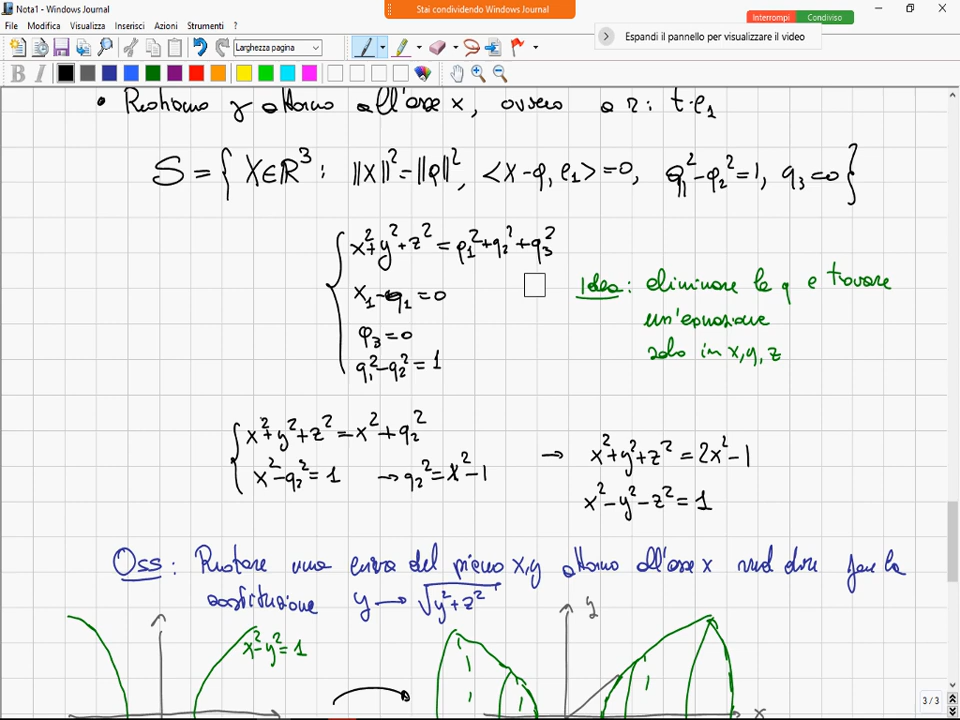 Nota1 - Windows Journal
Stai condividendo Windows Journal
Interrompi
Condiviso
File Modifica Visualizza Inserisci Azioni Strumenti ?
Espandi il pannello per visualizzare il video
Larghezza pagina
B I
• Ruotiamo γ attorno all'asse x, ovvero a r: t·e₁
S = { X∈ℝ³ : ‖X‖² = ‖q‖², <X-q, e₁> = 0, q₁²-q₂²=1, q₃=0 }
x²+y²+z² = q₁²+q₂²+q₃²
x₁-q₁=0
q₃=0
q₁²-q₂²=1
Idea: eliminare le q e trovare
un'equazione
solo in x,y,z
x²+y²+z²=x²+q₂²
x²-q₂²=1 → q₂²=x²-1
→ x²+y²+z²=2x²-1
x²-y²-z²=1
Oss: Ruotare una curva del piano x,y attorno all'asse x vuol dire fare la
sostituzione y → √(y²+z²)
y
x²-y²=1
x
3 / 3